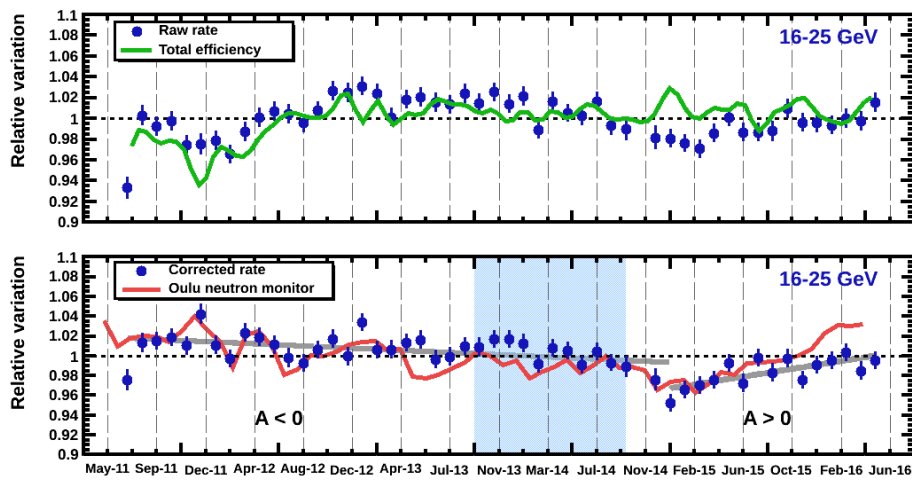 1.1
1.08
1.06
1.04
1.02
1
0.98
0.96
0.94
0.92
0.9
Relative variation
Raw rate
Total efficiency
16-25 GeV
1.1
1.08
1.06
1.04
1.02
1
0.98
0.96
0.94
0.92
0.9
Relative variation
Corrected rate
Oulu neutron monitor
16-25 GeV
A < 0
A > 0
May-11 Sep-11 Dec-11 Apr-12 Aug-12 Dec-12 Apr-13 Jul-13 Nov-13 Mar-14 Jul-14 Nov-14 Feb-15 Jun-15 Oct-15 Feb-16 Jun-16